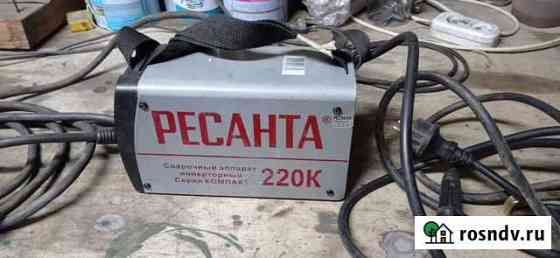 РЕСАНТА®
Сварочный аппарат
инверторный
Серия КОМПАКТ
220К
rosndv.ru